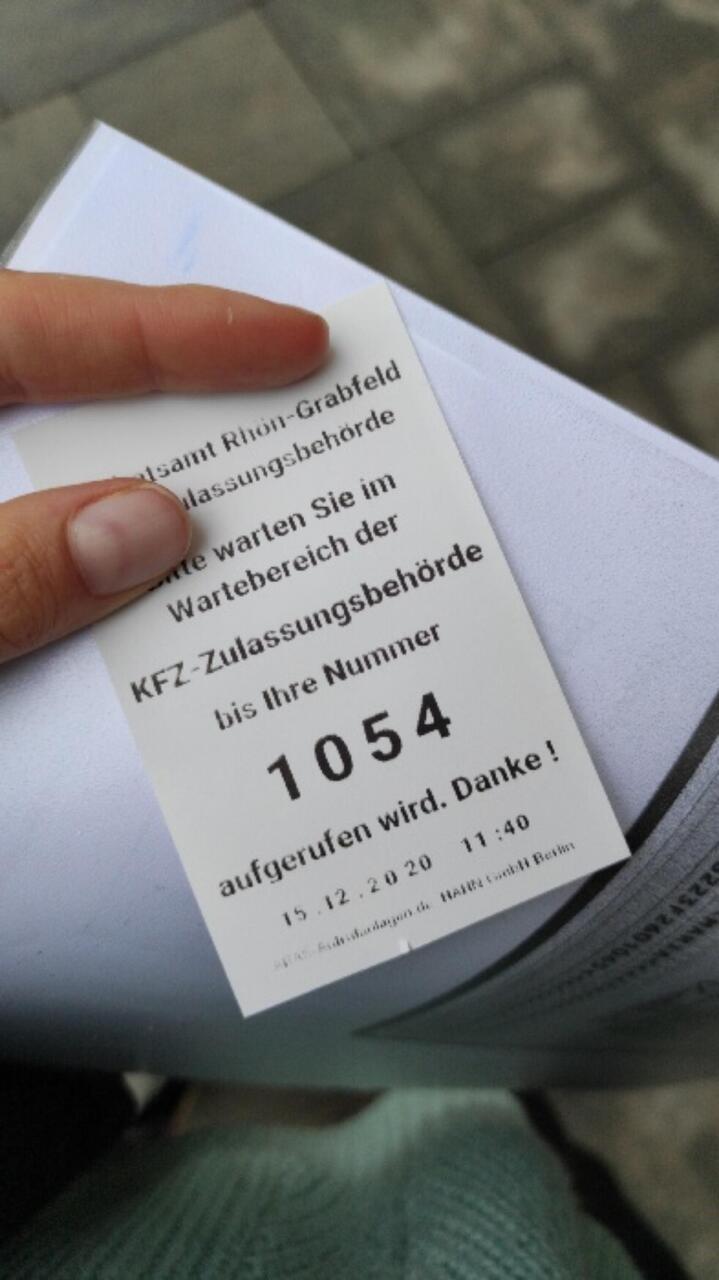 Rhön-Grabfeld
Zulassungsbehörde
Bitte warten Sie im
Wartebereich der
KFZ-Zulassungsbehörde
bis Ihre Nummer
1054
aufgerufen wird. Danke !
15.12.2020 11:40
HAHN GmbH Berlin